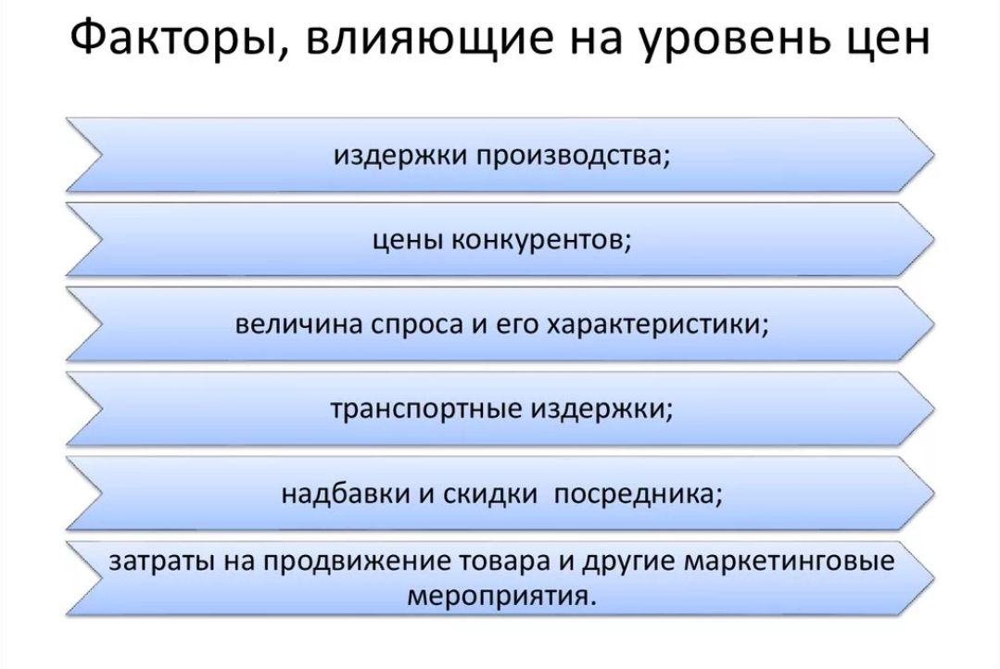 Факторы, влияющие на уровень цен
издержки производства;
цены конкурентов;
величина спроса и его характеристики;
транспортные издержки;
надбавки и скидки  посредника;
затраты на продвижение товара и другие маркетинговые
мероприятия.